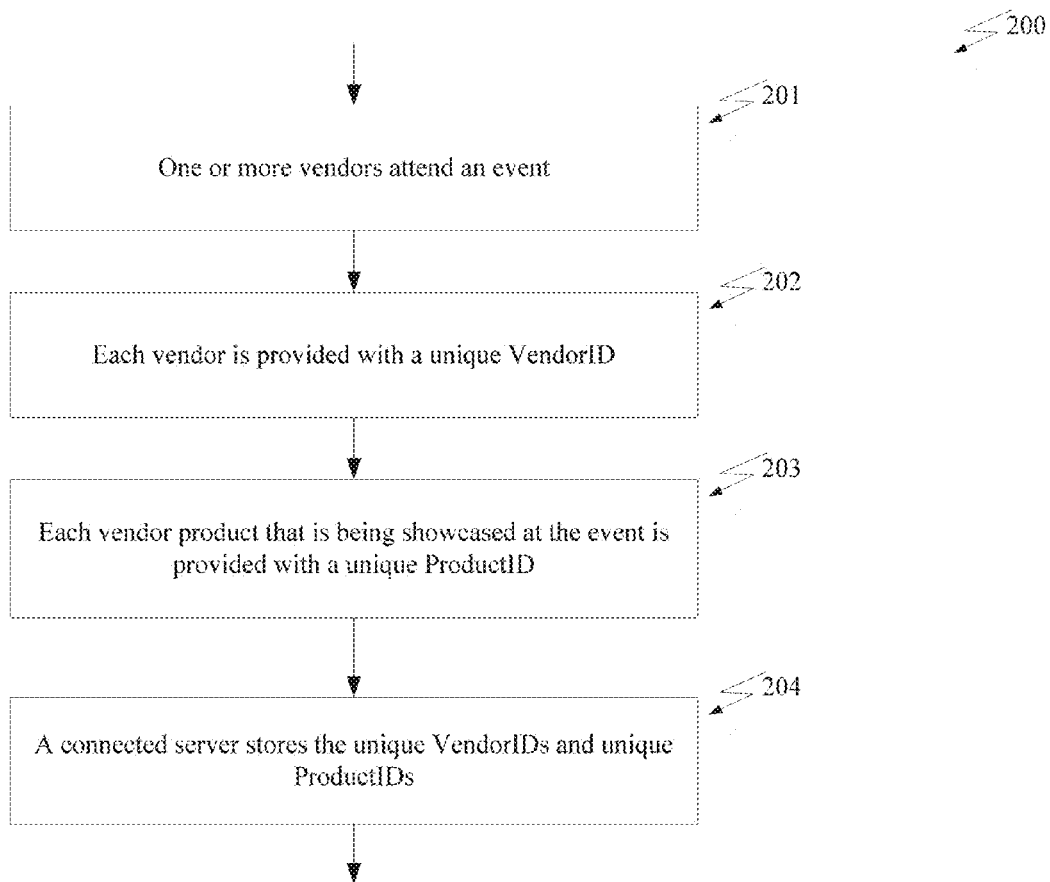 200
201
One or more vendors attend an event
202
Each vendor is provided with a unique VendorID
203
Each vendor product that is being showcased at the event is
provided with a unique ProductID
204
A connected server stores the unique VendorIDs and unique
ProductIDs